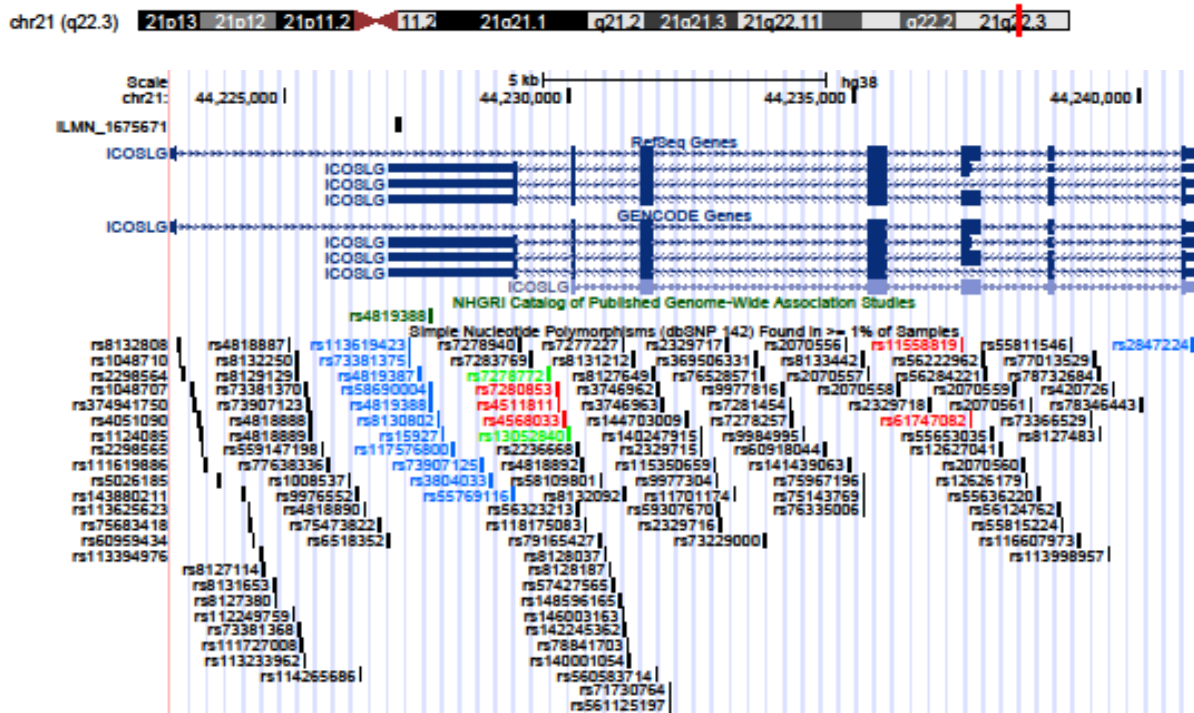 chr21 (q22.3) 21p13 21p12 21p11.2 11.2 21q21.1 q21.2 21q21.3 21q22.11 q22.2 21q22.3
Scale 5 kb hg38
chr21: 44,225,000 44,230,000 44,235,000 44,240,000
ILMN_1675671
RefSeq Genes
ICOSLG
ICOSLG
ICOSLG
ICOSLG
GENCODE Genes
ICOSLG
ICOSLG
ICOSLG
ICOSLG
ICOSLG
NHGRI Catalog of Published Genome-Wide Association Studies
rs4819388
Simple Nucleotide Polymorphisms (dbSNP 142) Found in >= 1% of Samples
rs8132808 rs4818887 rs113619423 rs7278940 rs7277227 rs2329717 rs2070556 rs11558819 rs55811546 rs2847224
rs1048710 rs8132250 rs73381375 rs7283769 rs8131212 rs369506331 rs8133442 rs56222962 rs77013529
rs2298564 rs8129129 rs4819387 rs7278772 rs8127649 rs76528571 rs2070557 rs56284221 rs78732684
rs1048707 rs73381370 rs58690004 rs7280853 rs3746962 rs9977816 rs2070558 rs2070559 rs420726
rs374941750 rs73907123 rs4819388 rs4511811 rs3746963 rs7281454 rs2329718 rs2070561 rs78346443
rs4051090 rs4818888 rs8130802 rs4568033 rs144703009 rs7278257 rs61747082 rs73366529
rs1124085 rs4818889 rs15927 rs13052840 rs140247915 rs9984995 rs55653035 rs8127483
rs2298565 rs559147198 rs117576800 rs2236668 rs2329715 rs60918044 rs12627041
rs111619886 rs77638336 rs73907125 rs4818892 rs115350659 rs141439063 rs2070560
rs5026185 rs1008537 rs3804033 rs58109801 rs9977304 rs75967196 rs12626179
rs143880211 rs9976552 rs55769116 rs8132092 rs11701174 rs75143769 rs55636220
rs113625623 rs4818890 rs56323213 rs59307670 rs76335006 rs56124762
rs75683418 rs75473822 rs118175083 rs2329716 rs55815224
rs60959434 rs6518352 rs79165427 rs73229000 rs116607973
rs113394976 rs8128037 rs113998957
rs8127114 rs8128187
rs8131653 rs57427565
rs8127380 rs148596165
rs112249759 rs146003163
rs73381368 rs142245362
rs111727008 rs78841703
rs113233962 rs140001054
rs114265686 rs560583714
rs71730764
rs561125197